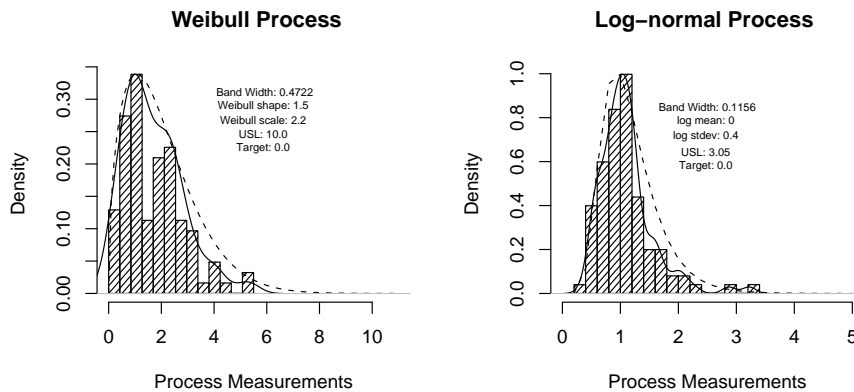 Weibull Process
Density
0.00 0.10 0.20 0.30
Band Width: 0.4722
Weibull shape: 1.5
Weibull scale: 2.2
USL: 10.0
Target: 0.0
0 2 4 6 8 10
Process Measurements
Log−normal Process
Density
0.0 0.2 0.4 0.6 0.8 1.0
Band Width: 0.1156
log mean: 0
log stdev: 0.4
USL: 3.05
Target: 0.0
0 1 2 3 4 5
Process Measurements